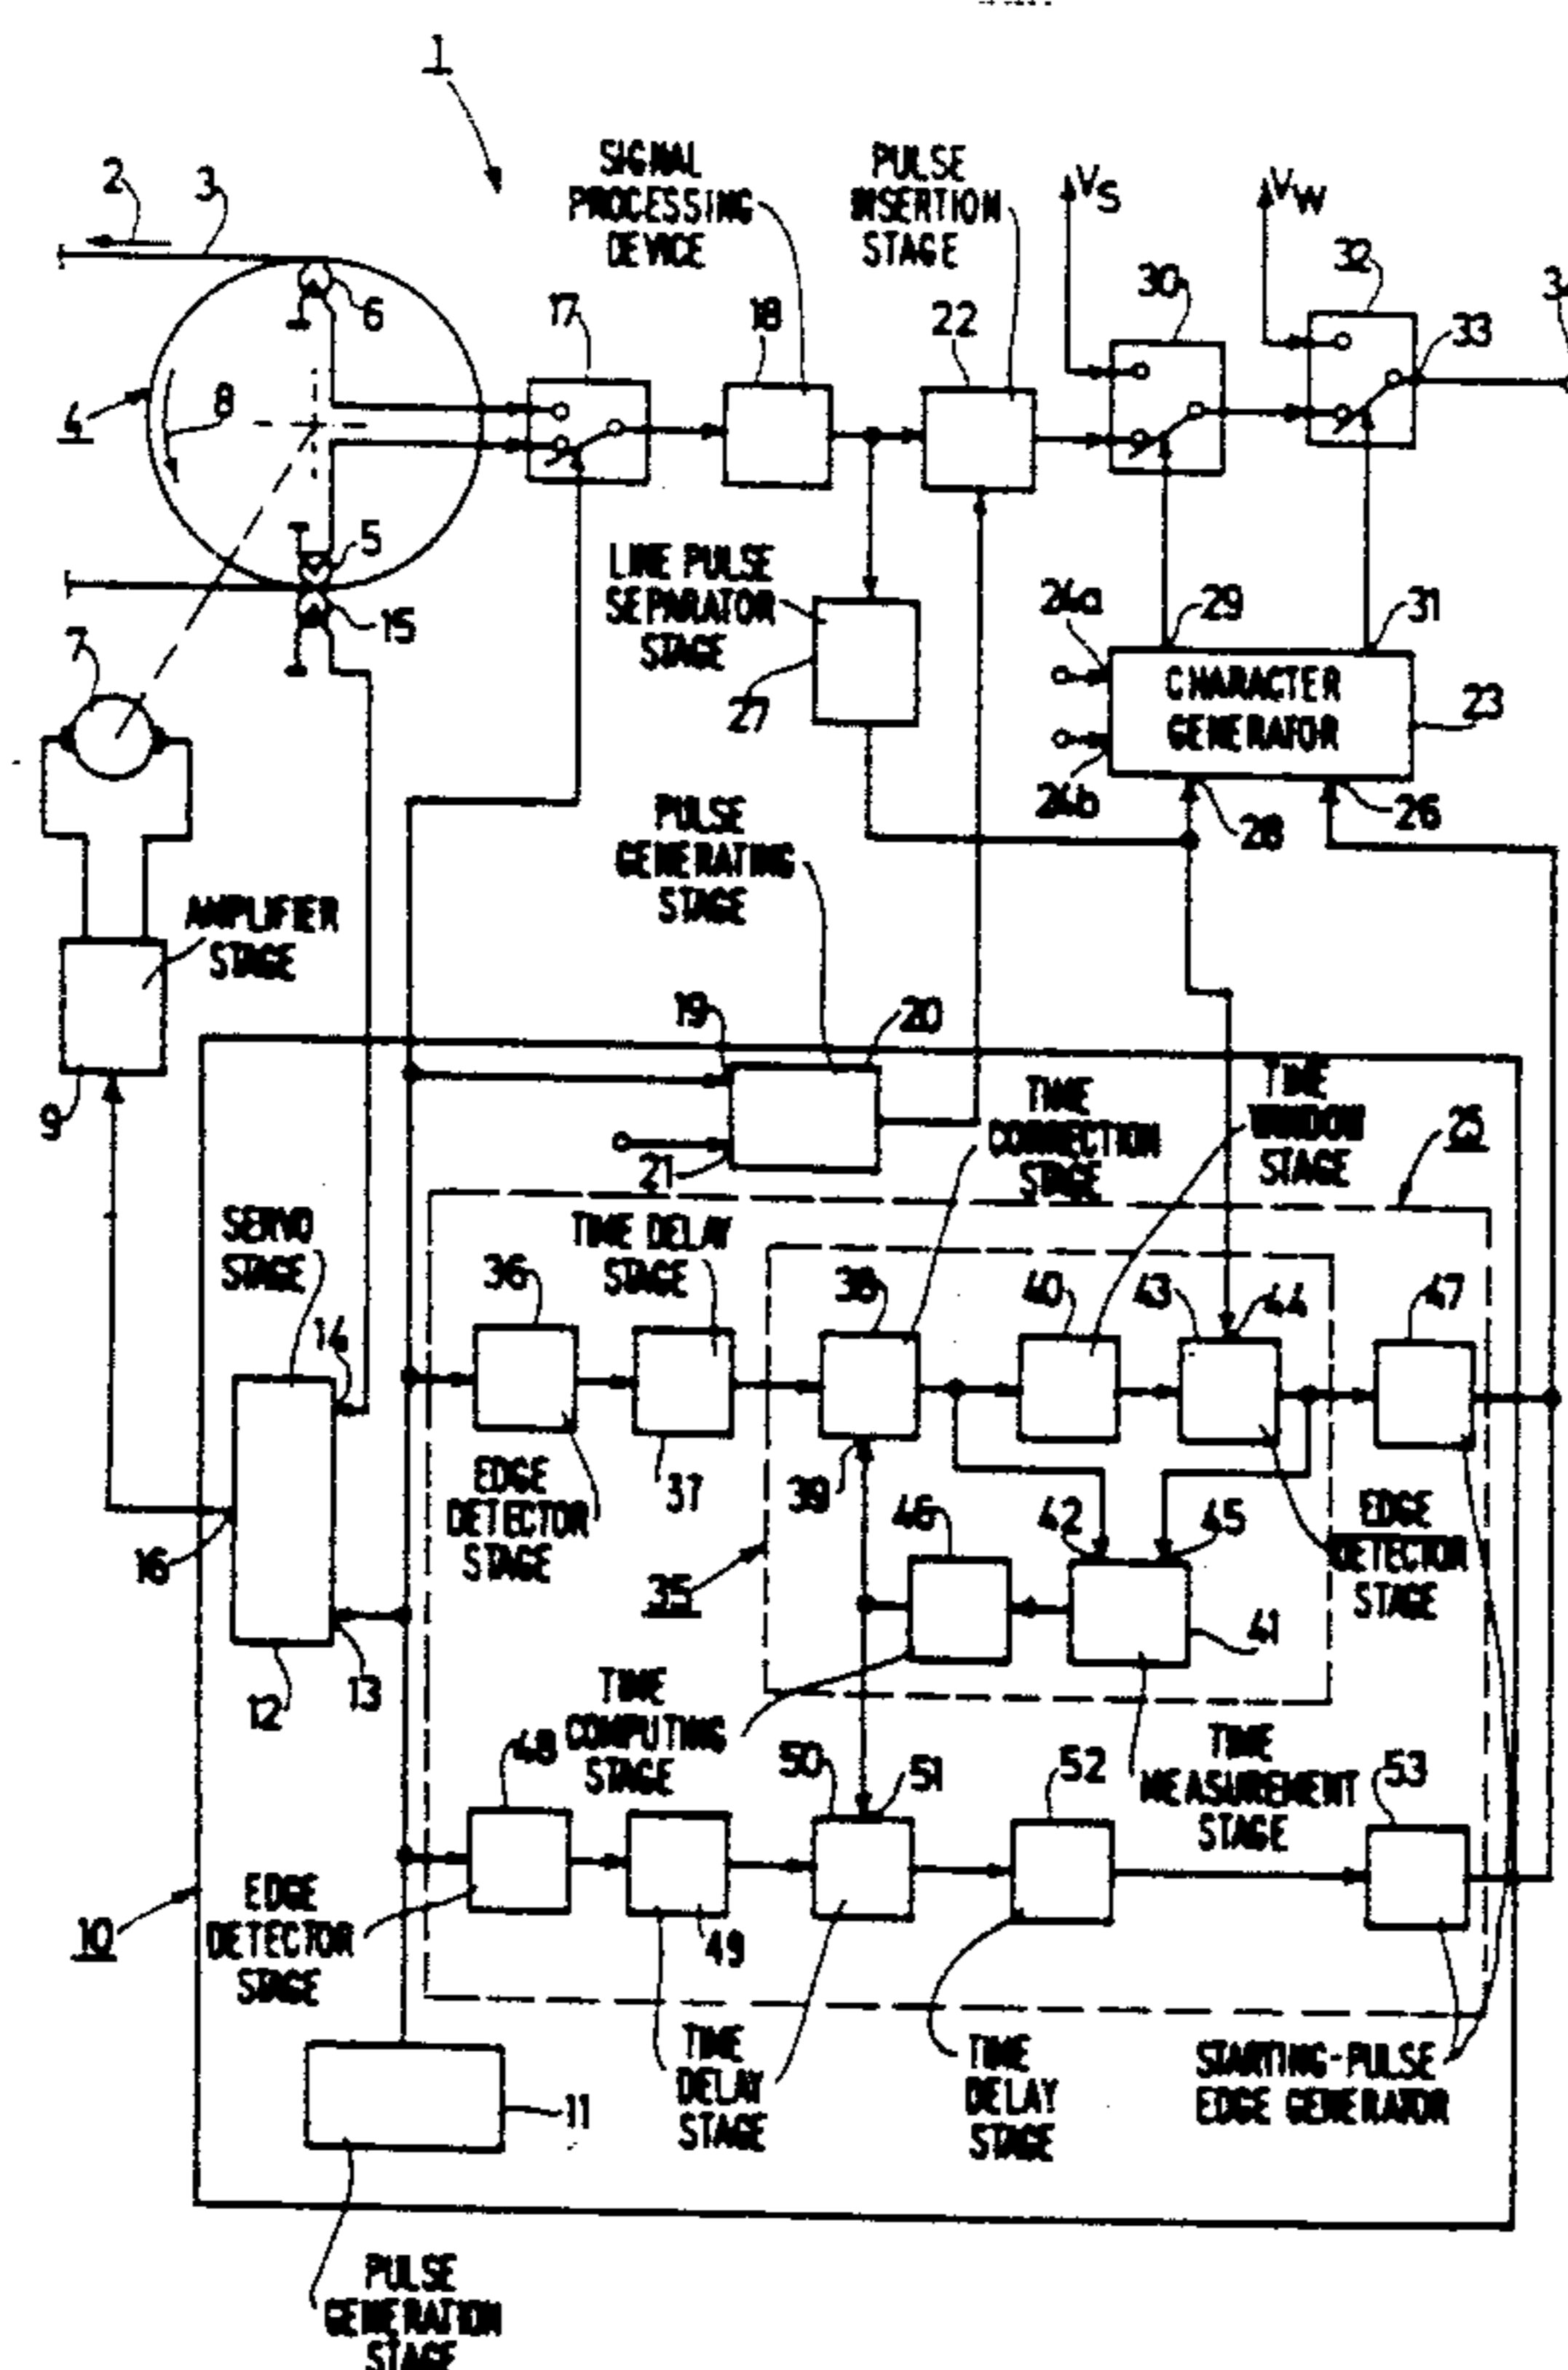 1
2
3
SIGNAL
PROCESSING
DEVICE
PULSE
INSERTION
STAGE
VS
VW
6
17
18
22
30
32
33
4
8
5
15
7
LINE PULSE
SEPARATOR
STAGE
27
24a
24b
29
31
CHARACTER
GENERATOR
23
28
26
AMPLIFIER
STAGE
9
PULSE
GENERATING
STAGE
19
20
21
TIME
CONNECTION
STAGE
TIME
WINDOW
STAGE
25
SERVO
STAGE
14
16
12
13
TIME DELAY
STAGE
36
37
EDGE
DETECTOR
STAGE
38
39
40
43
44
47
46
42
45
41
35
EDGE
DETECTOR
STAGE
TIME
COMPUTING
STAGE
TIME
MEASUREMENT
STAGE
48
49
50
51
52
53
10
EDGE
DETECTOR
STAGE
TIME
DELAY
STAGE
TIME
DELAY
STAGE
STARTING-PULSE
EDGE GENERATOR
11
PULSE
GENERATION
STAGE